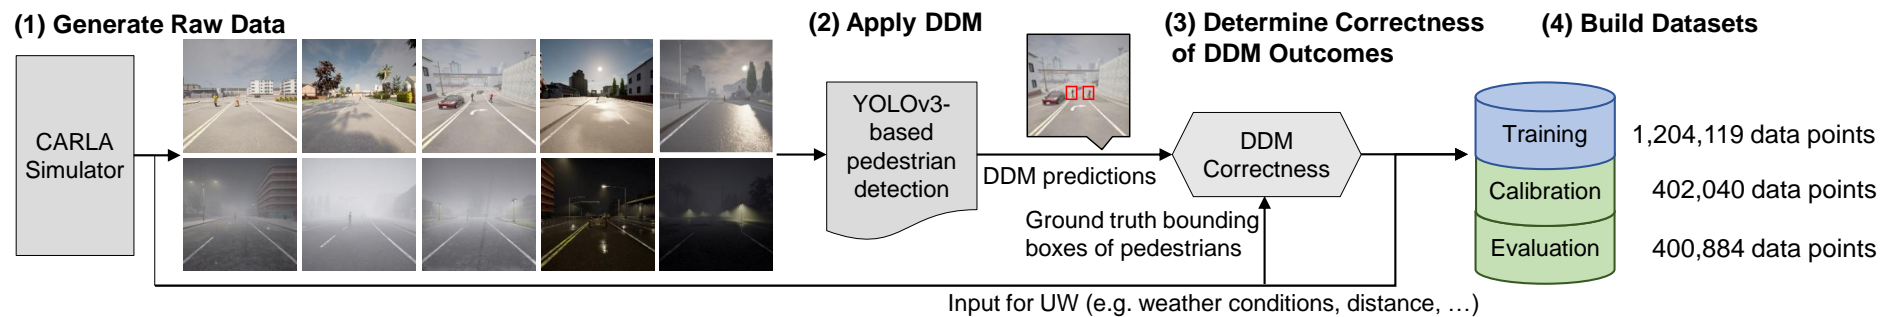 (1) Generate Raw Data
CARLA
Simulator
(2) Apply DDM
YOLOv3-
based
pedestrian
detection
DDM predictions
(3) Determine Correctness
of DDM Outcomes
DDM
Correctness
Ground truth bounding
boxes of pedestrians
Input for UW (e.g. weather conditions, distance, …)
(4) Build Datasets
Training
1,204,119 data points
Calibration
402,040 data points
Evaluation
400,884 data points